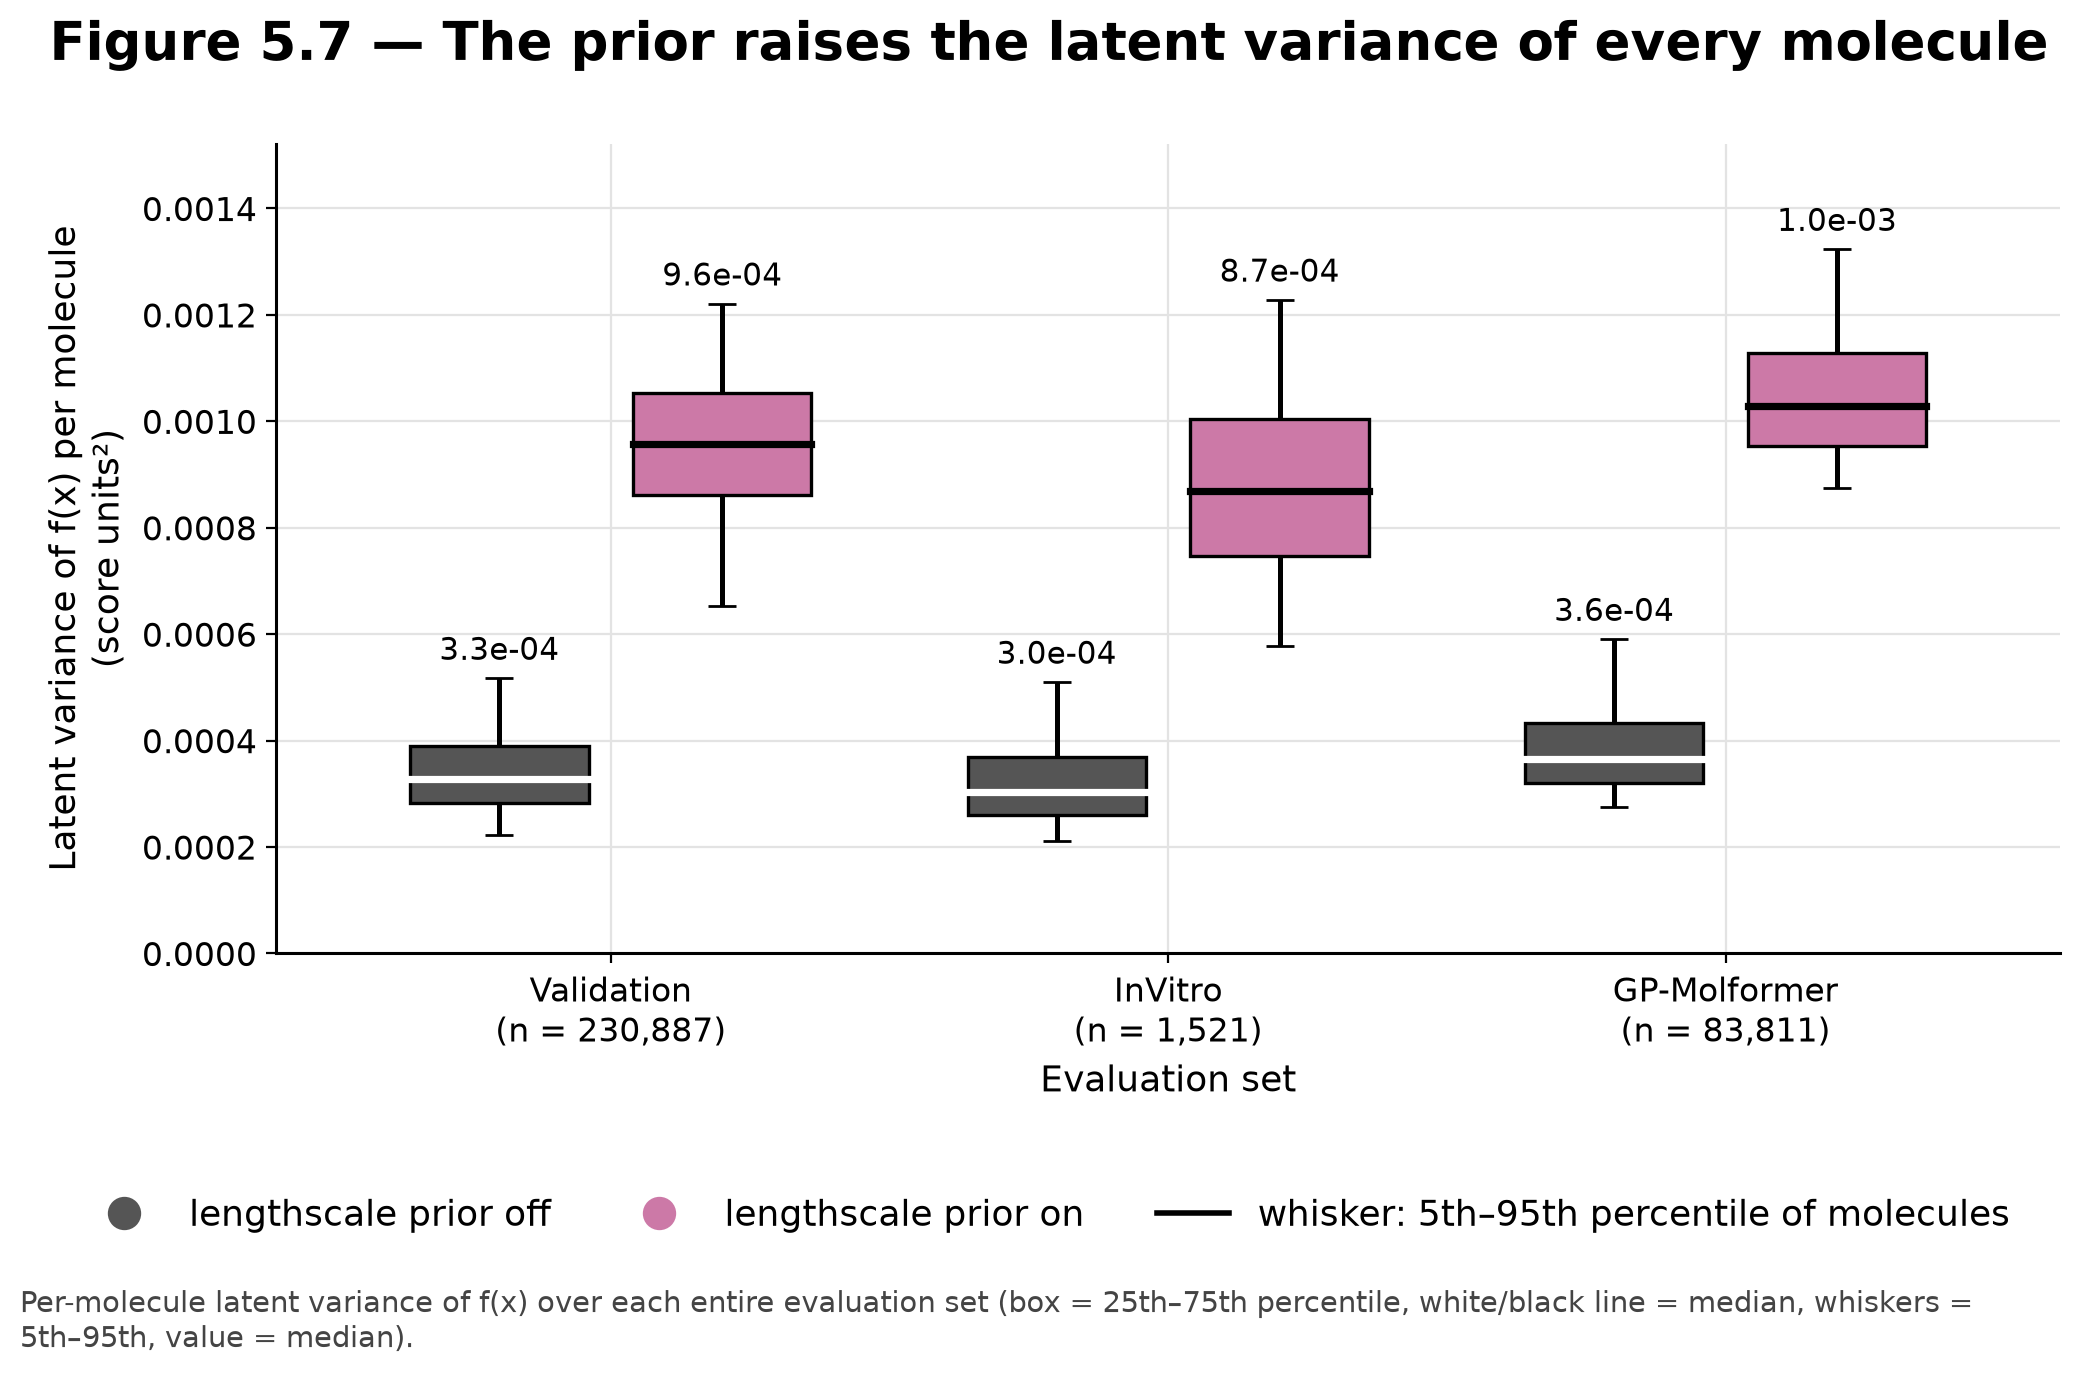 Figure 5.7 — The prior raises the latent variance of every molecule
Latent variance of f(x) per molecule
(score units²)
0.0014
0.0012
0.0010
0.0008
0.0006
0.0004
0.0002
0.0000
3.3e-04
9.6e-04
3.0e-04
8.7e-04
3.6e-04
1.0e-03
Validation
(n = 230,887)
InVitro
(n = 1,521)
GP-Molformer
(n = 83,811)
Evaluation set
lengthscale prior off
lengthscale prior on
whisker: 5th–95th percentile of molecules
Per-molecule latent variance of f(x) over each entire evaluation set (box = 25th–75th percentile, white/black line = median, whiskers =
5th–95th, value = median).